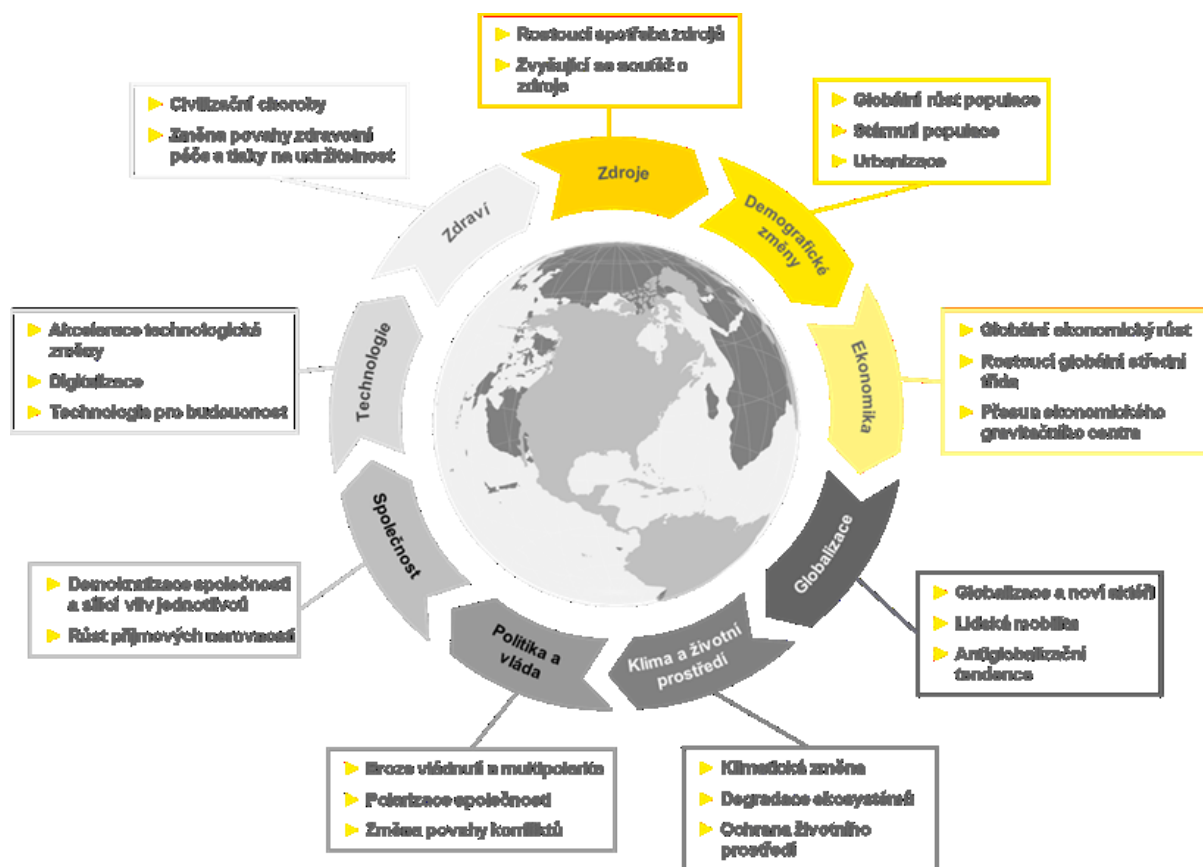 Zdroje
Rostoucí spotřeba zdrojů
Zvyšující se soutěž o
zdroje
Demografické
změny
Globální růst populace
Stárnutí populace
Urbanizace
Ekonomika
Globální ekonomický růst
Rostoucí globální střední
třída
Přesun ekonomického
gravitačního centra
Globalizace
Globalizace a noví aktéři
Lidská mobilita
Antiglobalizační
tendence
Klima a životní
prostředí
Klimatická změna
Degradace ekosystémů
Ochrana životního
prostředí
Politika a
vláda
Eroze vládnutí a multipolarita
Polarizace společnosti
Změna povahy konfliktů
Společnost
Demokratizace společnosti
a sílící vliv jednotlivců
Růst příjmových nerovností
Technologie
Akcelerace technologické
změny
Digitalizace
Technologie pro budoucnost
Zdraví
Civilizační choroby
Změna povahy zdravotní
péče a tlaky na udržitelnost